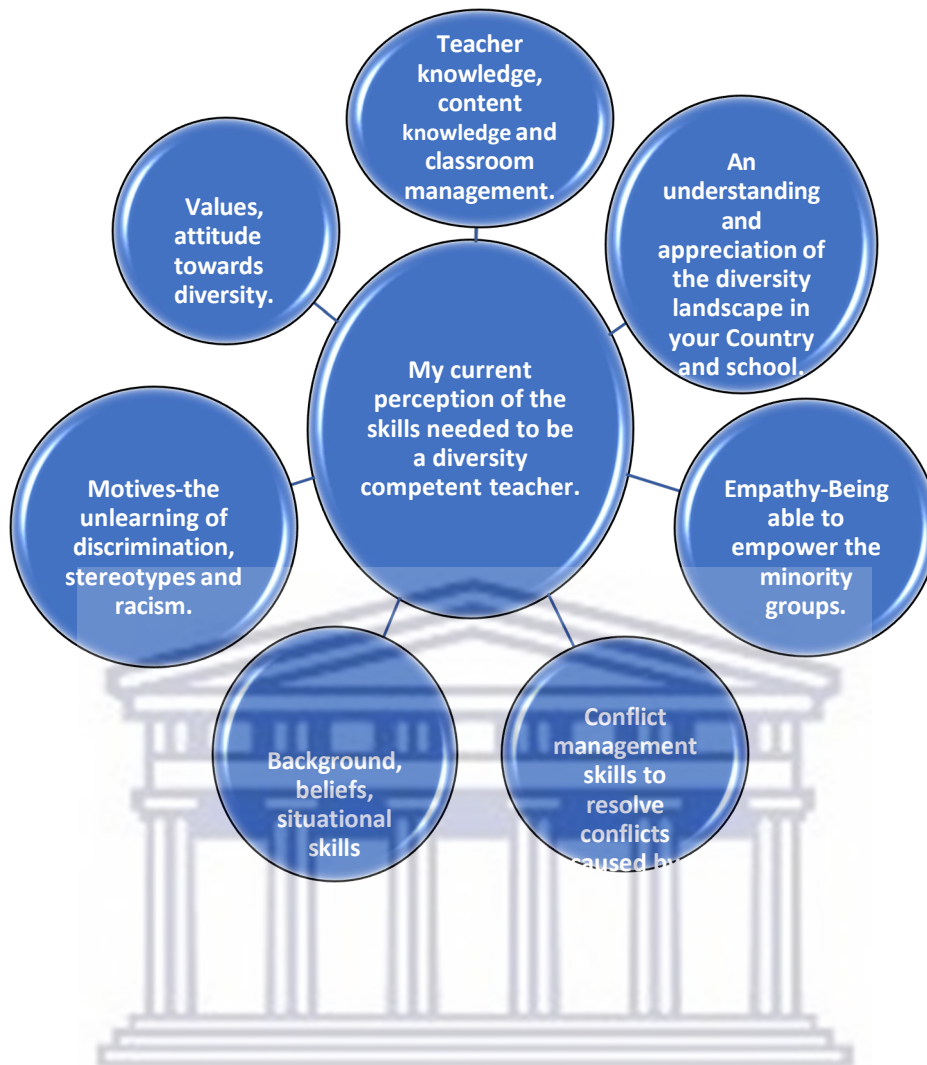 Teacher
knowledge,
content
knowledge and
classroom
management.
An
understanding
and
appreciation of
the diversity
landscape in
your Country
and school.
Values,
attitude
towards
diversity.
My current
perception of the
skills needed to be
a diversity
competent teacher.
Motives-the
unlearning of
discrimination,
stereotypes and
racism.
Empathy-Being
able to
empower the
minority
groups.
Background,
beliefs,
situational
skills
Conflict
management
skills to
resolve
conflicts
caused by